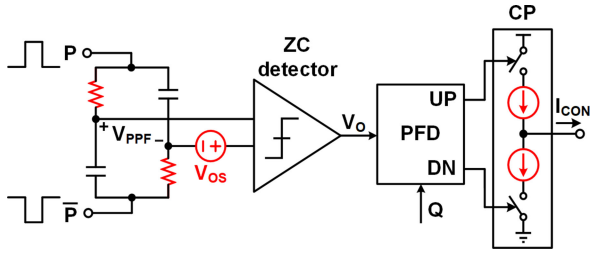 CP
ZC
detector
P
UP
I_CON
V_PPF
V_O
PFD
+
−
− +
V_OS
DN
P̅
Q